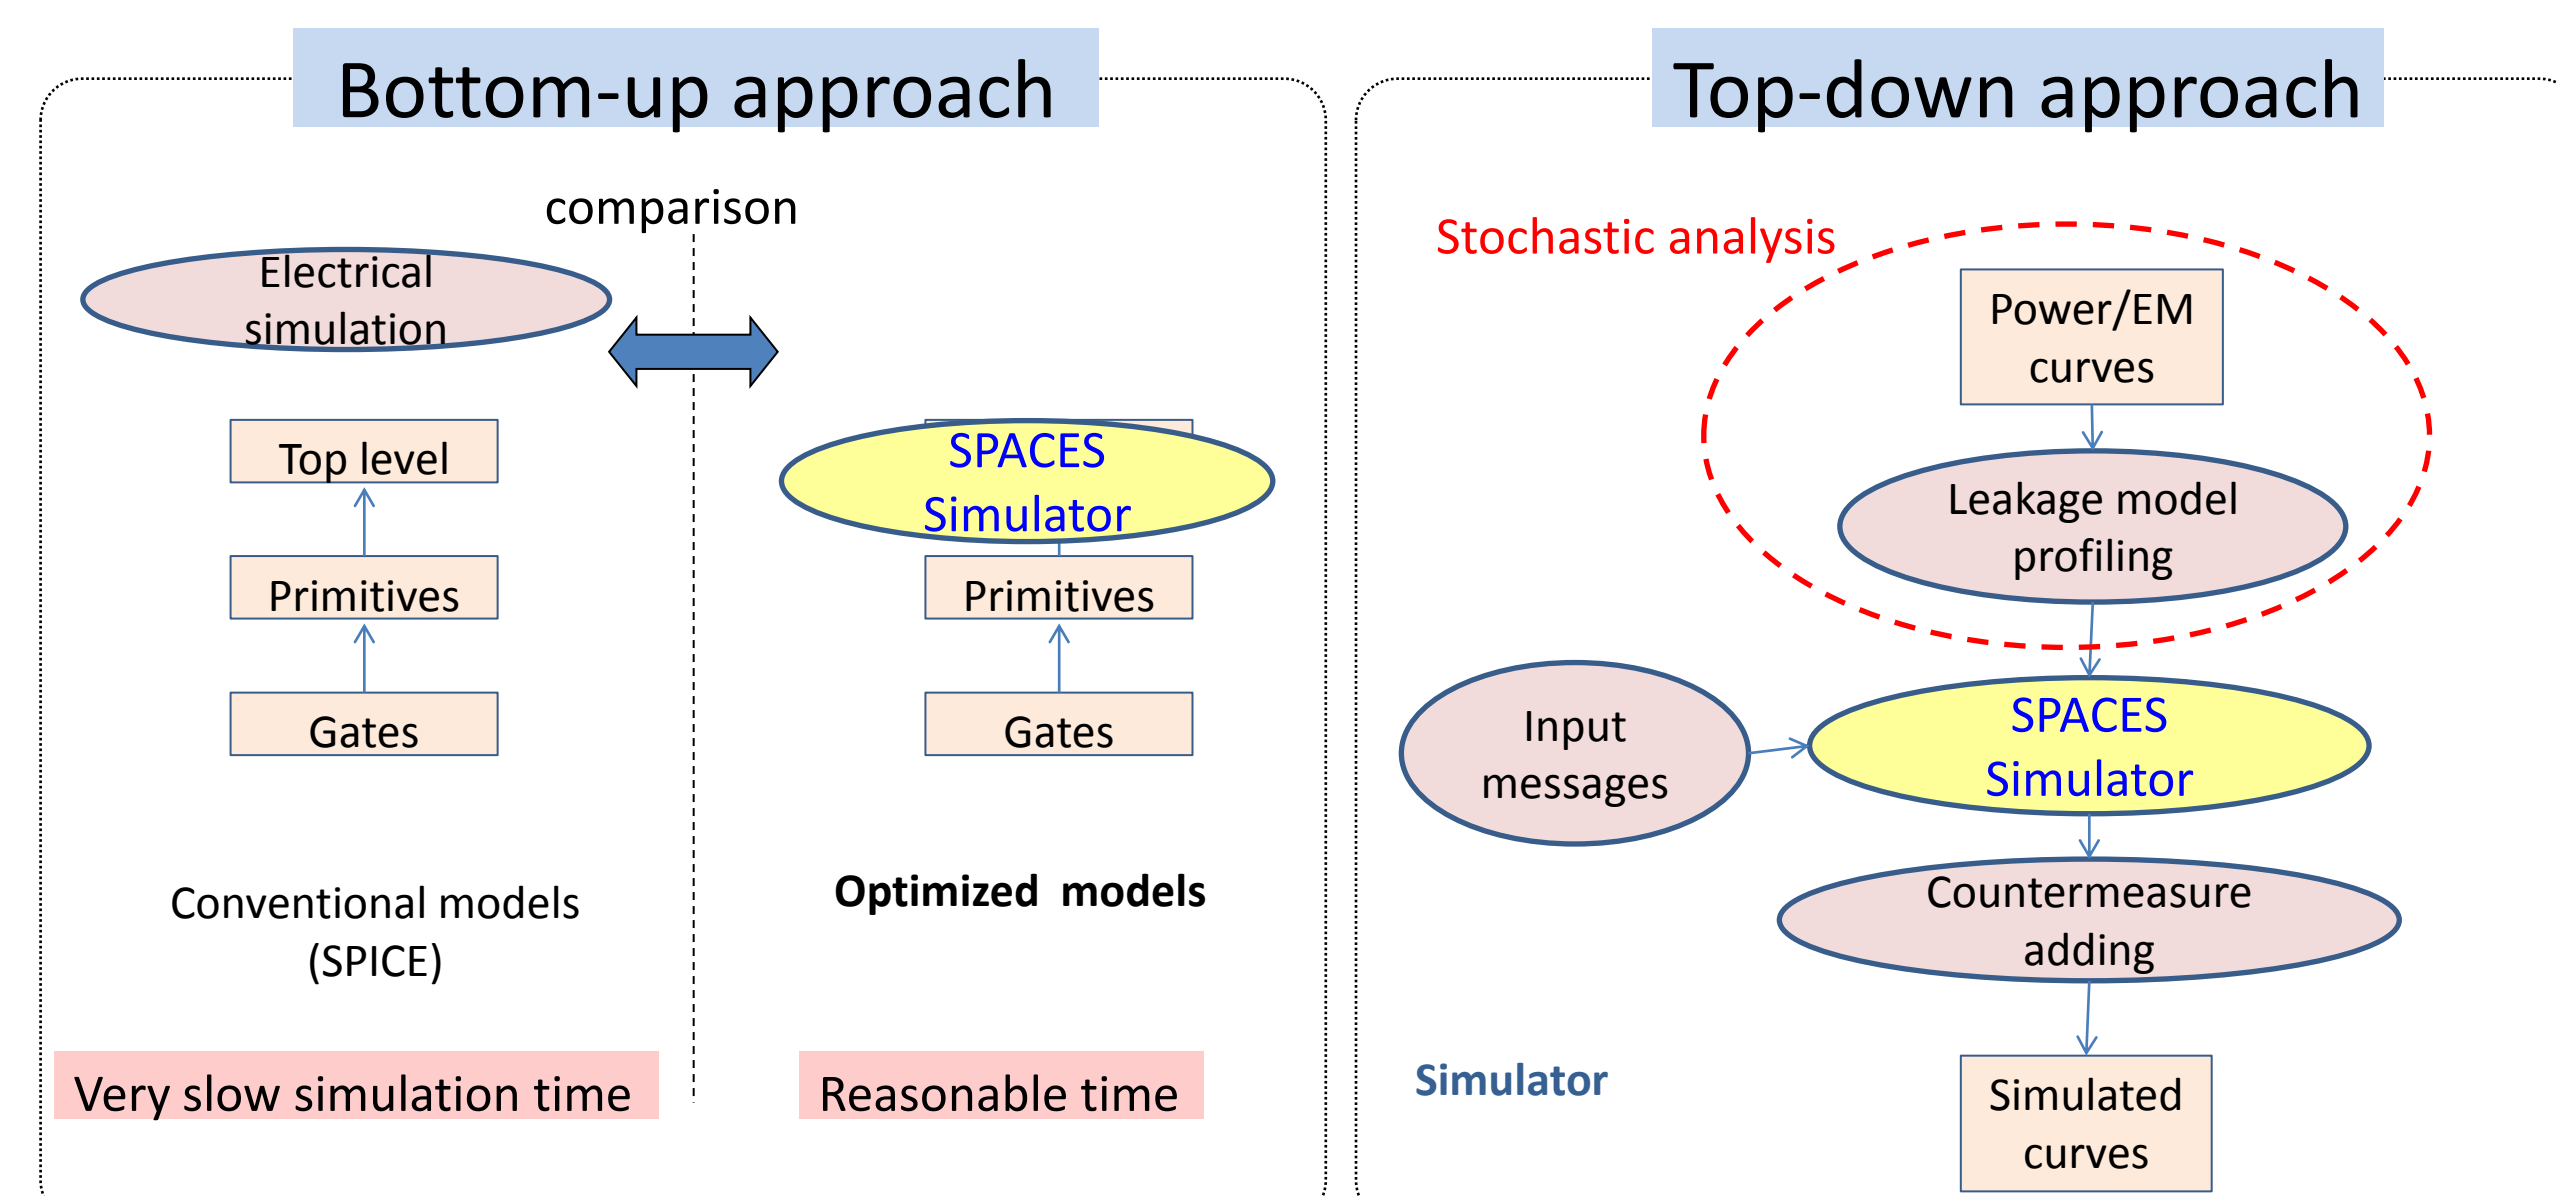 Bottom-up approach
comparison
Electrical
simulation
Top level
Primitives
Gates
Conventional models
(SPICE)
Very slow simulation time
SPACES
Simulator
Primitives
Gates
Optimized  models
Reasonable time
Top-down approach
Stochastic analysis
Power/EM
curves
Leakage model
profiling
Input
messages
SPACES
Simulator
Countermeasure
adding
Simulator
Simulated
curves